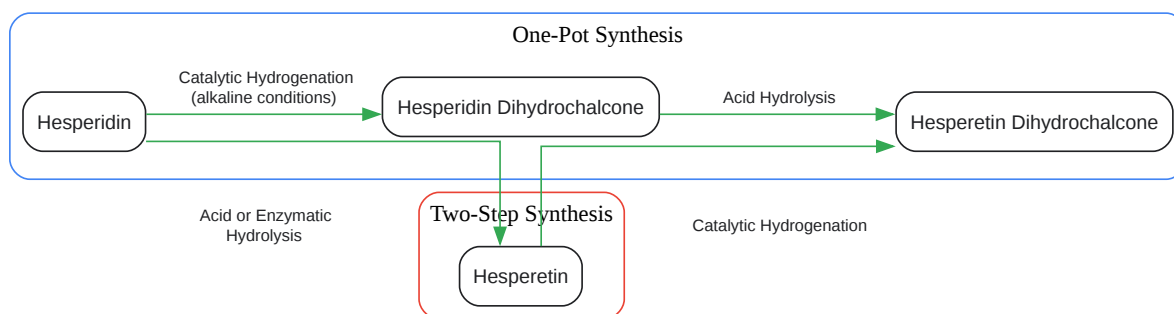 One-Pot Synthesis
Catalytic Hydrogenation
(alkaline conditions)
Hesperidin
Hesperidin Dihydrochalcone
Acid Hydrolysis
Hesperetin Dihydrochalcone
Acid or Enzymatic
Hydrolysis
Two-Step Synthesis
Catalytic Hydrogenation
Hesperetin